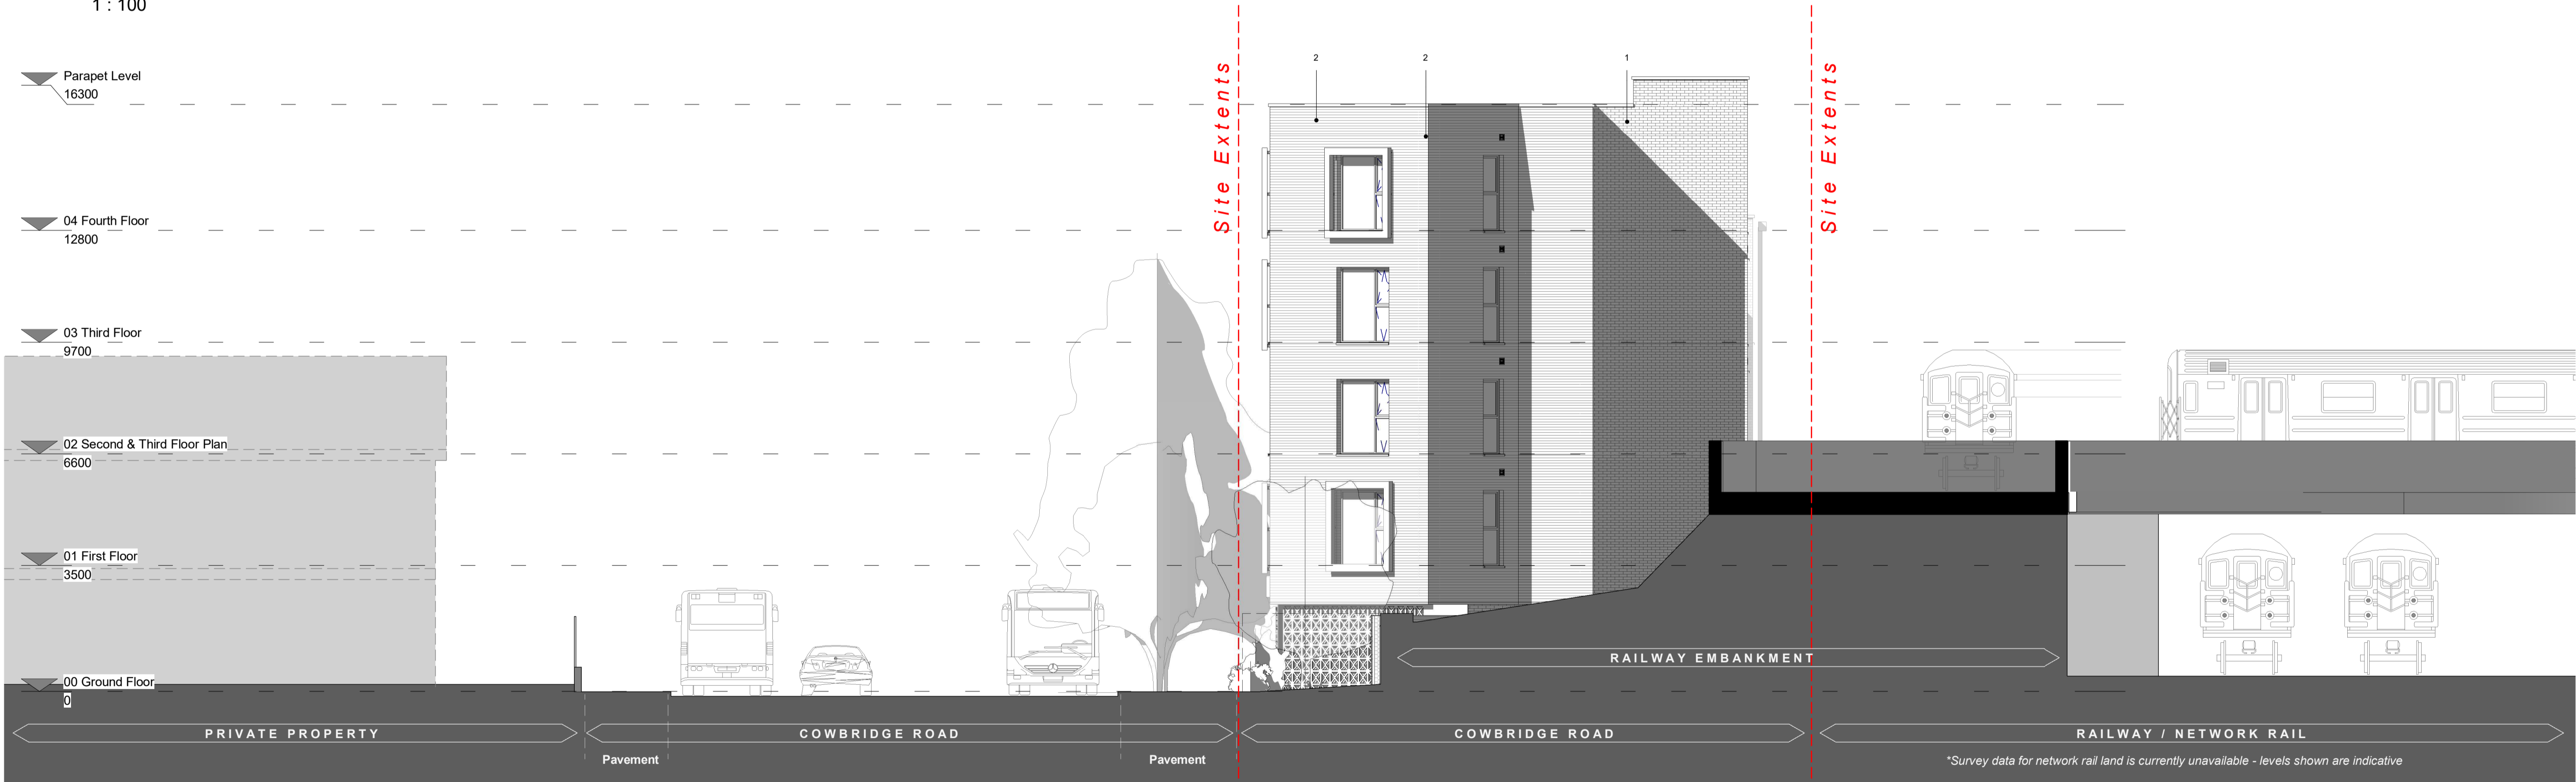 1 : 100
Parapet Level
16300
04 Fourth Floor
12800
03 Third Floor
9700
02 Second & Third Floor Plan
6600
01 First Floor
3500
00 Ground Floor
0
2
2
1
Site Extents
Site Extents
RAILWAY EMBANKMENT
PRIVATE PROPERTY
COWBRIDGE ROAD
COWBRIDGE ROAD
RAILWAY / NETWORK RAIL
Pavement
Pavement
*Survey data for network rail land is currently unavailable - levels shown are indicative